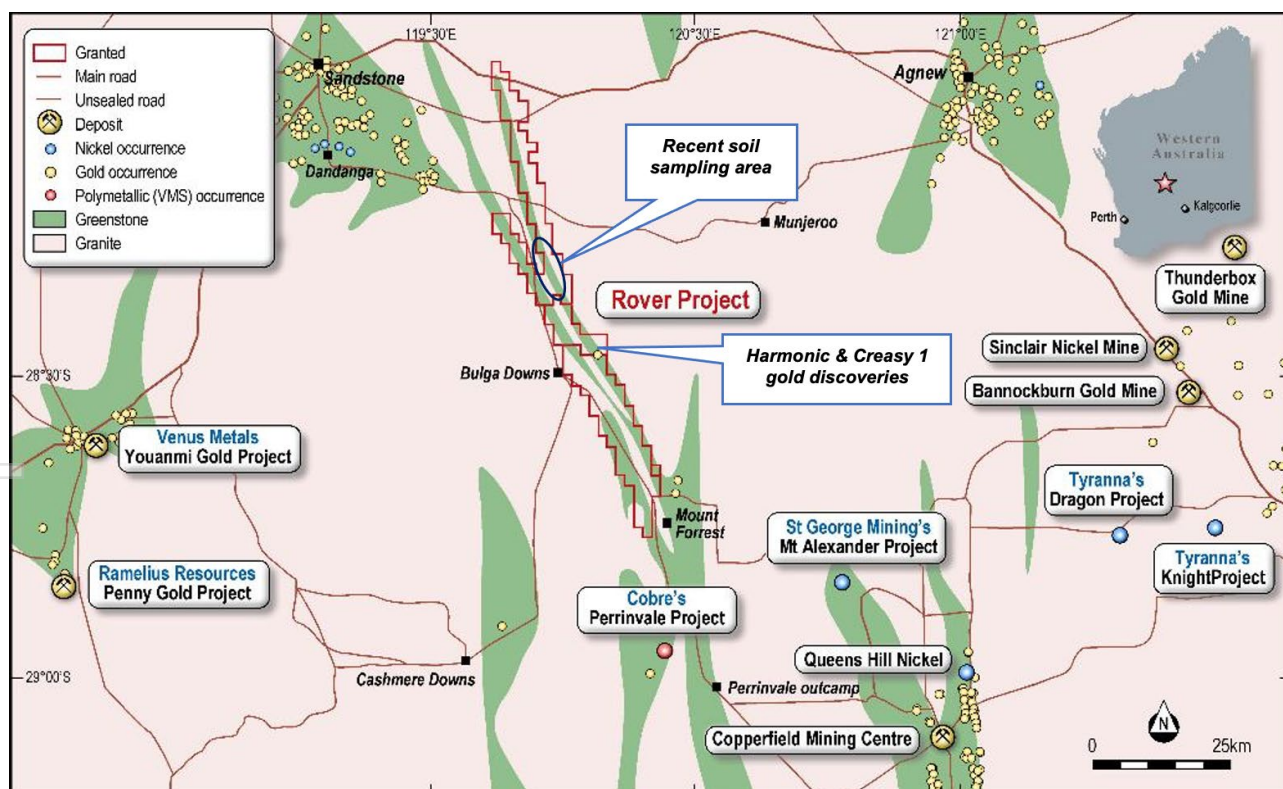 119°30'E
120°30'E
121°00'E
Granted
Main road
Unsealed road
Deposit
Nickel occurrence
Gold occurrence
Polymetallic (VMS) occurrence
Greenstone
Granite
Sandstone
Dandanga
Agnew
Munjeroo
Recent soil
sampling area
Western
Australia
Perth
Kalgoorlie
Thunderbox
Gold Mine
Rover Project
Sinclair Nickel Mine
Harmonic & Creasy 1
gold discoveries
Bulga Downs
28°30'S
Bannockburn Gold Mine
Venus Metals
Youanmi Gold Project
Tyranna's
Dragon Project
Mount
Forrest
St George Mining's
Mt Alexander Project
Tyranna's
KnightProject
Ramelius Resources
Penny Gold Project
Cobre's
Perrinvale Project
Queens Hill Nickel
29°00'S
Cashmere Downs
Perrinvale outcamp
Copperfield Mining Centre
N
0
25km